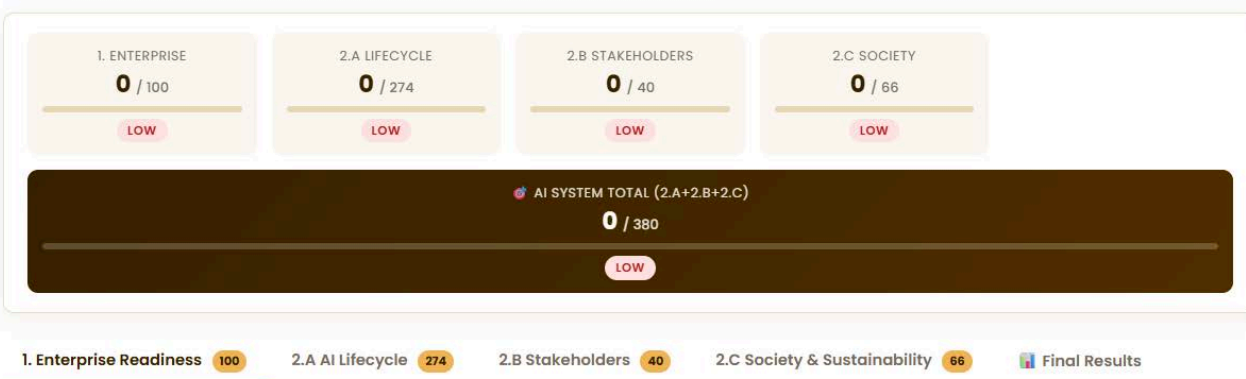 1. ENTERPRISE
0 / 100
LOW
2.A LIFECYCLE
0 / 274
LOW
2.B STAKEHOLDERS
0 / 40
LOW
2.C SOCIETY
0 / 66
LOW
AI SYSTEM TOTAL (2.A+2.B+2.C)
0 / 380
LOW
1. Enterprise Readiness 100
2.A AI Lifecycle 274
2.B Stakeholders 40
2.C Society & Sustainability 66
Final Results